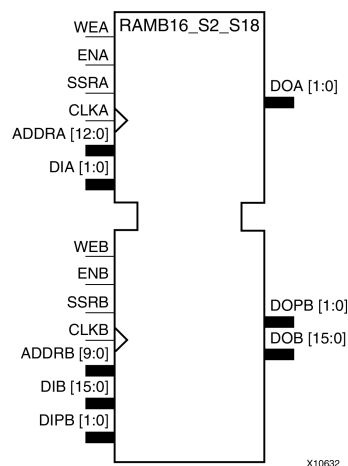 RAMB16_S2_S18
WEA
ENA
SSRA
CLKA
ADDRA [12:0]
DIA [1:0]
DOA [1:0]
WEB
ENB
SSRB
CLKB
ADDRB [9:0]
DIB [15:0]
DIPB [1:0]
DOPB [1:0]
DOB [15:0]
X10632